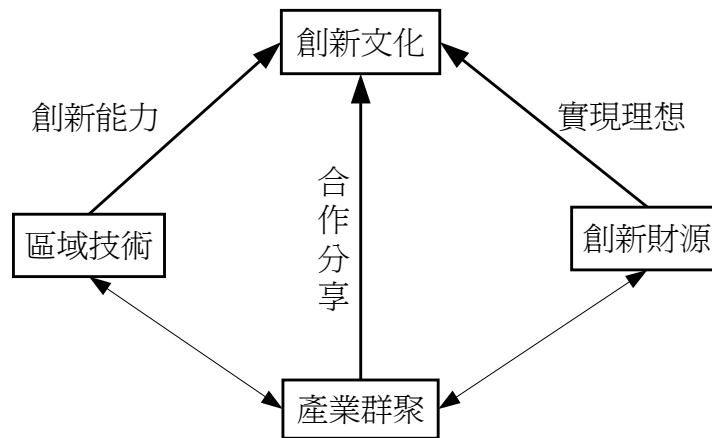 創新文化
創新能力
實現理想
合作分享
區域技術
創新財源
產業群聚